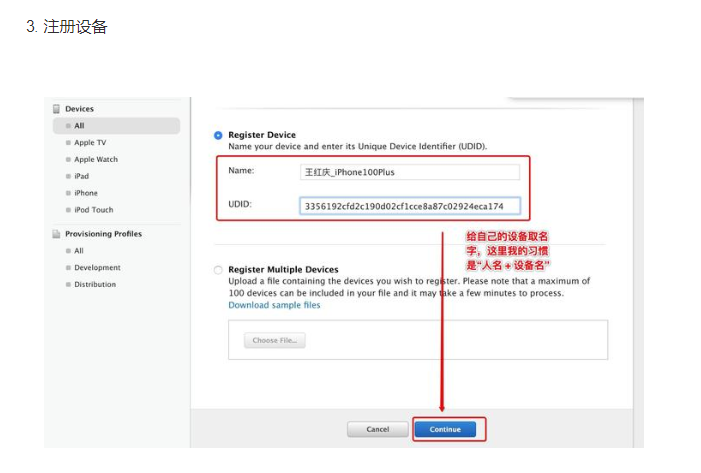 3. 注册设备
Devices
All
Apple TV
Apple Watch
iPad
iPhone
iPod Touch
Provisioning Profiles
All
Development
Distribution
Register Device
Name your device and enter its Unique Device Identifier (UDID).
Name:
王红庆_iPhone100Plus
UDID:
3356192cfd2c190d02cf1cce8a87c02924eca174
给自己的设备取名
字，这里我的习惯
是“人名 + 设备名”
Register Multiple Devices
Upload a file containing the devices you wish to register. Please note that a maximum of
100 devices can be included in your file and it may take a few minutes to process.
Download sample files
Choose File...
Cancel
Continue